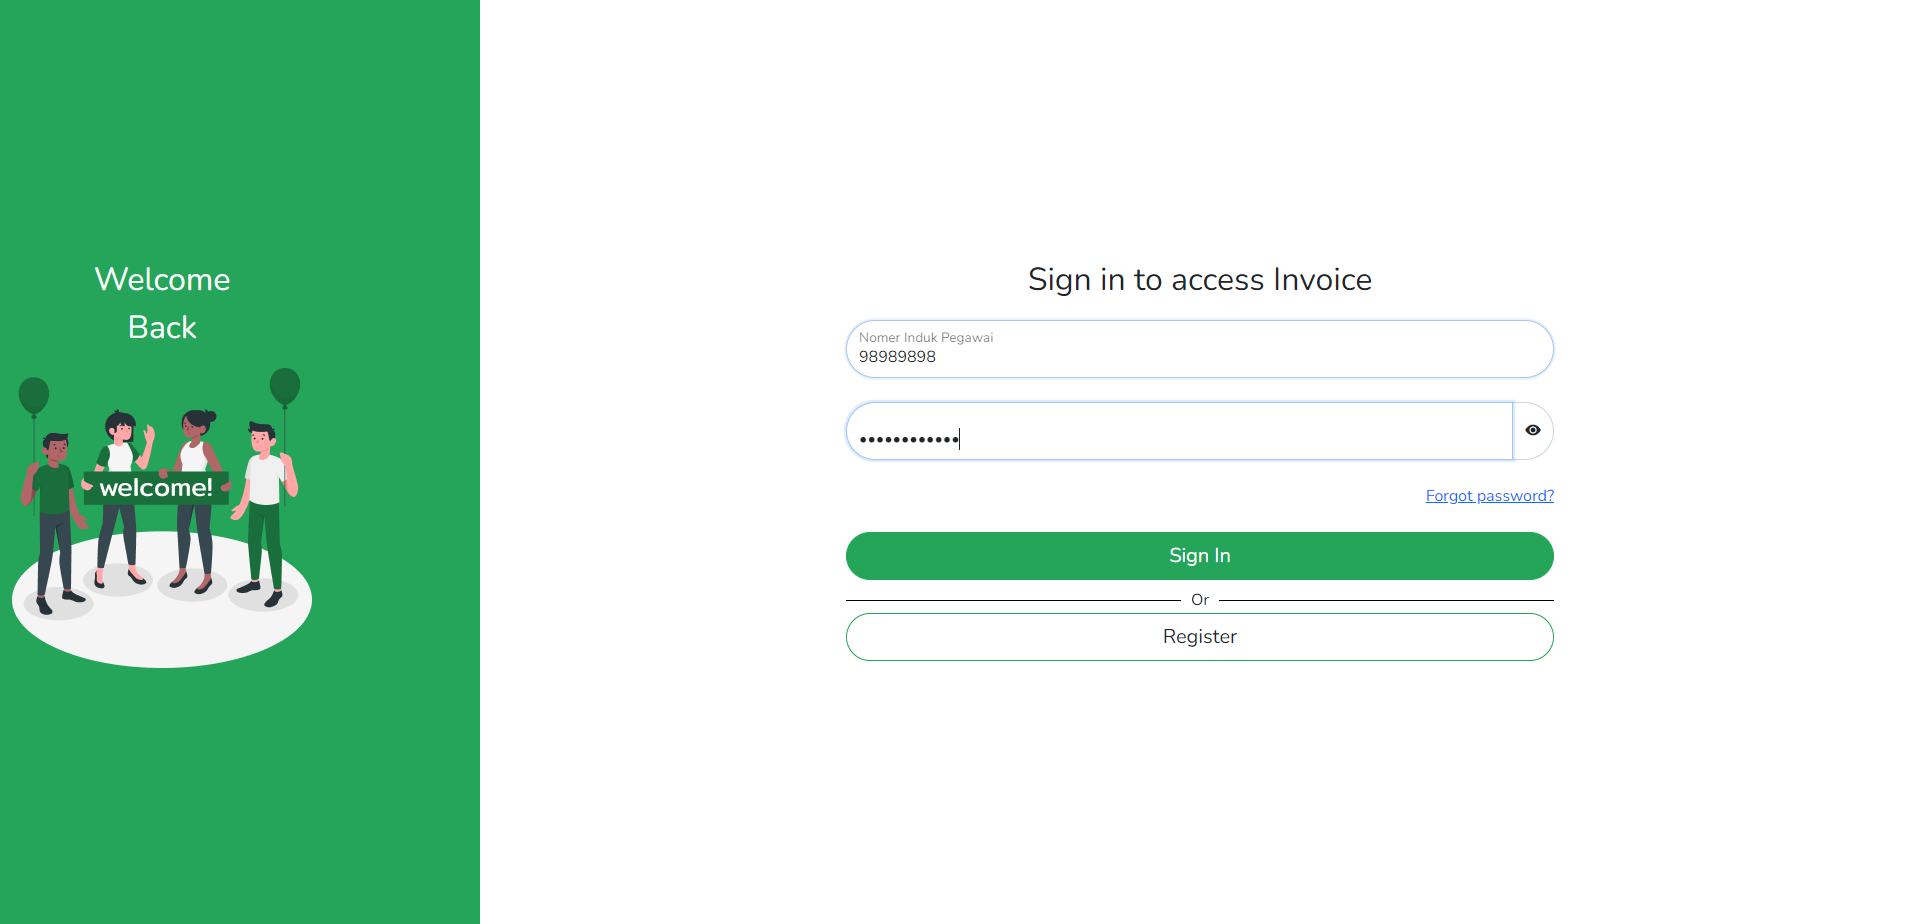 Welcome
Back
welcome!
Sign in to access Invoice
Nomer Induk Pegawai
98989898
••••••••••••
Forgot password?
Sign In
Or
Register